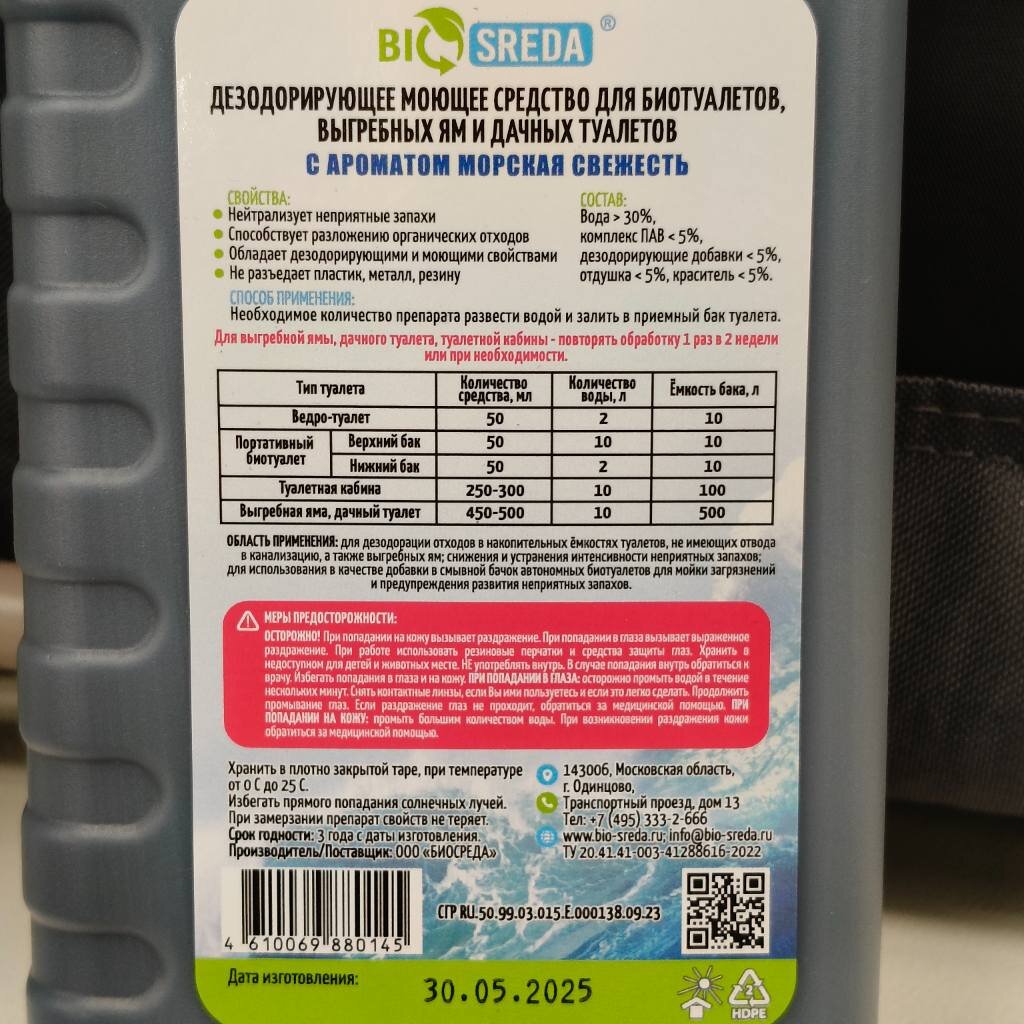 BIO SREDA ®
ДЕЗОДОРИРУЮЩЕЕ МОЮЩЕЕ СРЕДСТВО ДЛЯ БИОТУАЛЕТОВ,
ВЫГРЕБНЫХ ЯМ И ДАЧНЫХ ТУАЛЕТОВ
С АРОМАТОМ МОРСКАЯ СВЕЖЕСТЬ
СВОЙСТВА:
Нейтрализует неприятные запахи
Способствует разложению органических отходов
Обладает дезодорирующими и моющими свойствами
Не разъедает пластик, металл, резину
СОСТАВ:
Вода > 30%,
комплекс ПАВ < 5%,
дезодорирующие добавки < 5%,
отдушка < 5%, краситель < 5%.
СПОСОБ ПРИМЕНЕНИЯ:
Необходимое количество препарата развести водой и залить в приемный бак туалета.
Для выгребной ямы, дачного туалета, туалетной кабины - повторять обработку 1 раз в 2 недели
или при необходимости.
Тип туалета Количество средства, мл Количество воды, л Ёмкость бака, л
Ведро-туалет 50 2 10
Портативный биотуалет Верхний бак 50 10 10
Нижний бак 50 2 10
Туалетная кабина 250-300 10 100
Выгребная яма, дачный туалет 450-500 10 500
ОБЛАСТЬ ПРИМЕНЕНИЯ: для дезодорации отходов в накопительных ёмкостях туалетов, не имеющих отвода
в канализацию, а также выгребных ям; снижения и устранения интенсивности неприятных запахов;
для использования в качестве добавки в смывной бачок автономных биотуалетов для мойки загрязнений
и предупреждения развития неприятных запахов.
МЕРЫ ПРЕДОСТОРОЖНОСТИ:
ОСТОРОЖНО! При попадании на кожу вызывает раздражение. При попадании в глаза вызывает выраженное
раздражение. При работе использовать резиновые перчатки и средства защиты глаз. Хранить в
недоступном для детей и животных месте. НЕ употреблять внутрь. В случае попадания внутрь обратиться к
врачу. Избегать попадания в глаза и на кожу. ПРИ ПОПАДАНИИ В ГЛАЗА: осторожно промыть водой в течение
нескольких минут. Снять контактные линзы, если Вы ими пользуетесь и если это легко сделать. Продолжить
промывание глаз. Если раздражение глаз не проходит, обратиться за медицинской помощью. ПРИ
ПОПАДАНИИ НА КОЖУ: промыть большим количеством воды. При возникновении раздражения кожи
обратиться за медицинской помощью.
Хранить в плотно закрытой таре, при температуре
от 0 С до 25 С.
Избегать прямого попадания солнечных лучей.
При замерзании препарат свойств не теряет.
Срок годности: 3 года с даты изготовления.
Производитель/Поставщик: ООО «БИОСРЕДА»
143006, Московская область,
г. Одинцово,
Транспортный проезд, дом 13
Тел: +7 (495) 333-2-666
www.bio-sreda.ru; info@bio-sreda.ru
ТУ 20.41.41-003-41288616-2022
4 610069 880145
СГР RU.50.99.03.015.Е.000138.09.23
Дата изготовления:
30.05.2025
2
HDPE